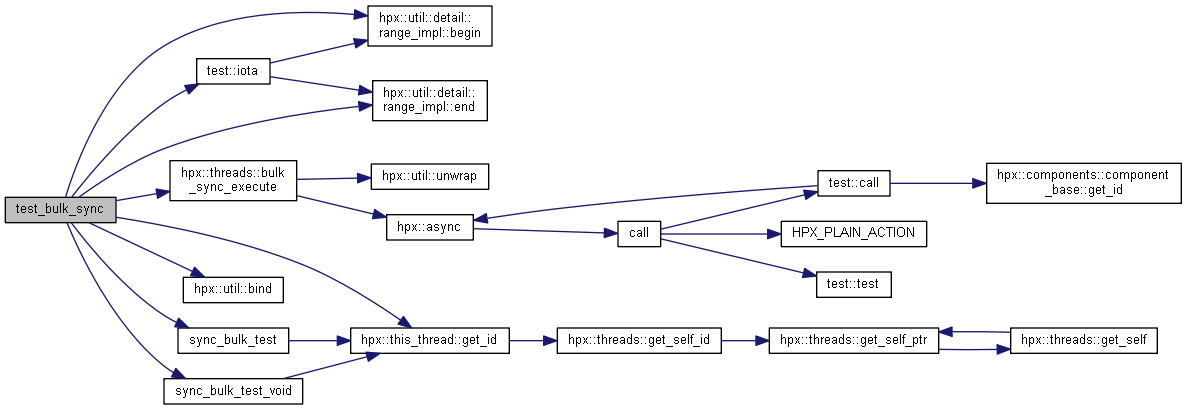 hpx::util::detail::
range_impl::begin
test::iota
hpx::util::detail::
range_impl::end
hpx::threads::bulk
_sync_execute
hpx::util::unwrap
test::call
hpx::components::component
_base::get_id
test_bulk_sync
hpx::async
call
HPX_PLAIN_ACTION
hpx::util::bind
test::test
sync_bulk_test
hpx::this_thread::get_id
hpx::threads::get_self_id
hpx::threads::get_self_ptr
hpx::threads::get_self
sync_bulk_test_void